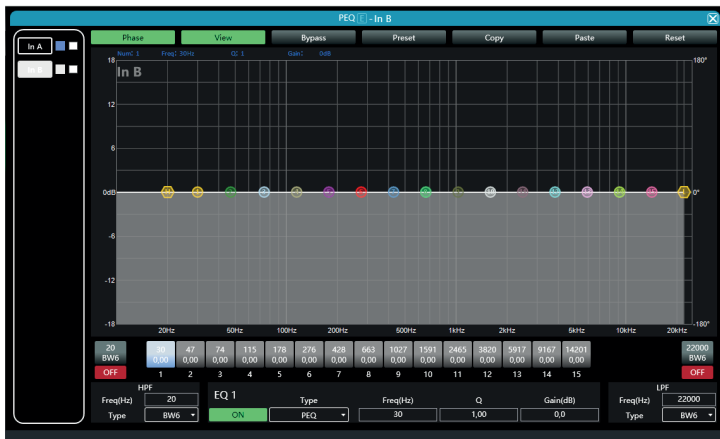 PEQ E - In B
Phase View Bypass Preset Copy Paste Reset
In A
In B
Num: 1 Freq: 30Hz Q: 1 Gain: 0dB
In B
18 180°
12
6
0dB 0°
-6
-12
-18 -180°
20Hz 50Hz 100Hz 200Hz 500Hz 1kHz 2kHz 5kHz 10kHz 20kHz
20 30 47 74 115 178 276 428 663 1027 1591 2465 3820 5917 9167 14201 22000
BW6 0,00 0,00 0,00 0,00 0,00 0,00 0,00 0,00 0,00 0,00 0,00 0,00 0,00 0,00 0,00 BW6
OFF 1 2 3 4 5 6 7 8 9 10 11 12 13 14 15 OFF
HPF EQ 1 LPF
Freq(Hz) 20 Type Freq(Hz) Q Gain(dB) Freq(Hz) 22000
Type BW6 ON PEQ 30 1,00 0,0 Type BW6